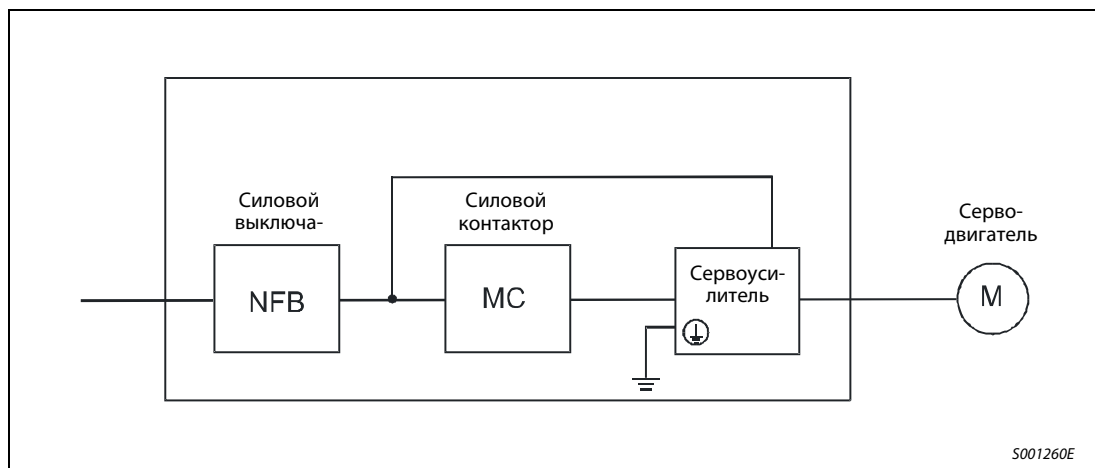 Силовой
выключа-
NFB
Силовой
контактор
MC
Сервоуси-
литель
Серво-
двигатель
M
S001260E